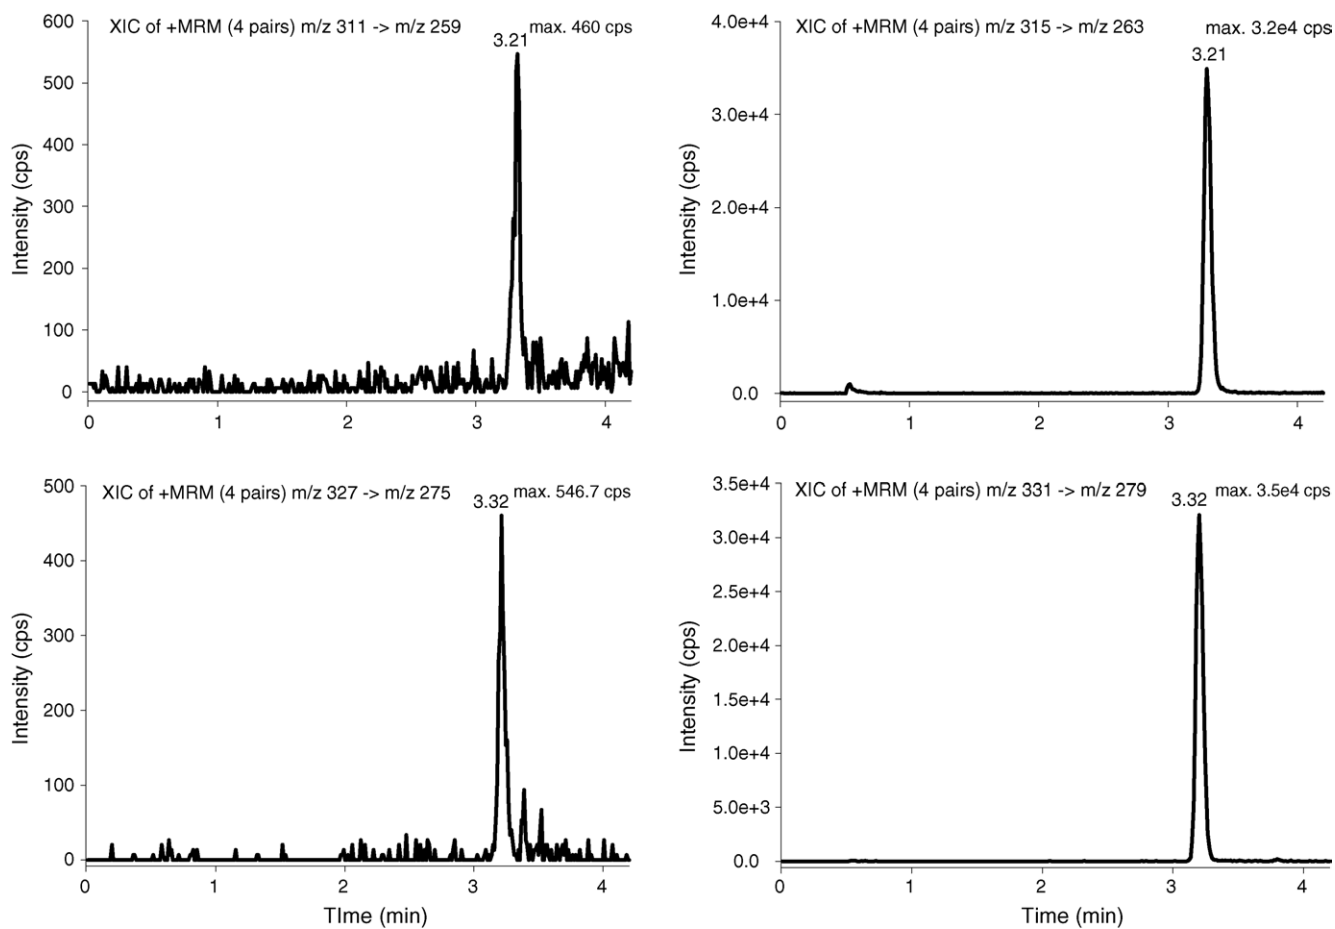 XIC of +MRM (4 pairs) m/z 311 -> m/z 259
max. 460 cps
3.21
600
500
400
300
200
100
0
Intensity (cps)
0 1 2 3 4
XIC of +MRM (4 pairs) m/z 315 -> m/z 263
max. 3.2e4 cps
3.21
4.0e+4
3.0e+4
2.0e+4
1.0e+4
0.0
Intensity (cps)
0 1 2 3 4
XIC of +MRM (4 pairs) m/z 327 -> m/z 275
max. 546.7 cps
3.32
500
400
300
200
100
0
Intensity (cps)
0 1 2 3 4
TIme (min)
XIC of +MRM (4 pairs) m/z 331 -> m/z 279
max. 3.5e4 cps
3.32
3.5e+4
3.0e+4
2.5e+4
2.0e+4
1.5e+4
1.0e+4
5.0e+3
0.0
Intensity (cps)
0 1 2 3 4
Time (min)